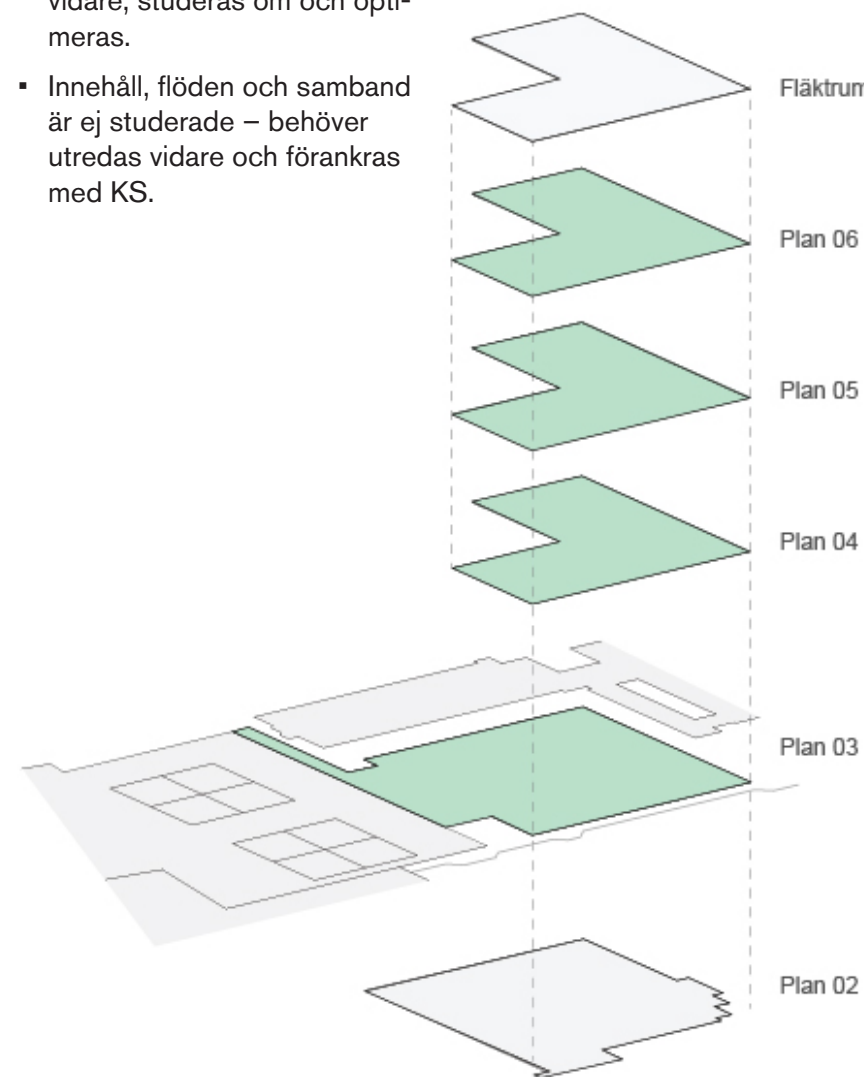 vidare, studeras om och opti-
meras.
▪ Innehåll, flöden och samband
är ej studerade – behöver
utredas vidare och förankras
med KS.
Fläktrum
Plan 06
Plan 05
Plan 04
Plan 03
Plan 02